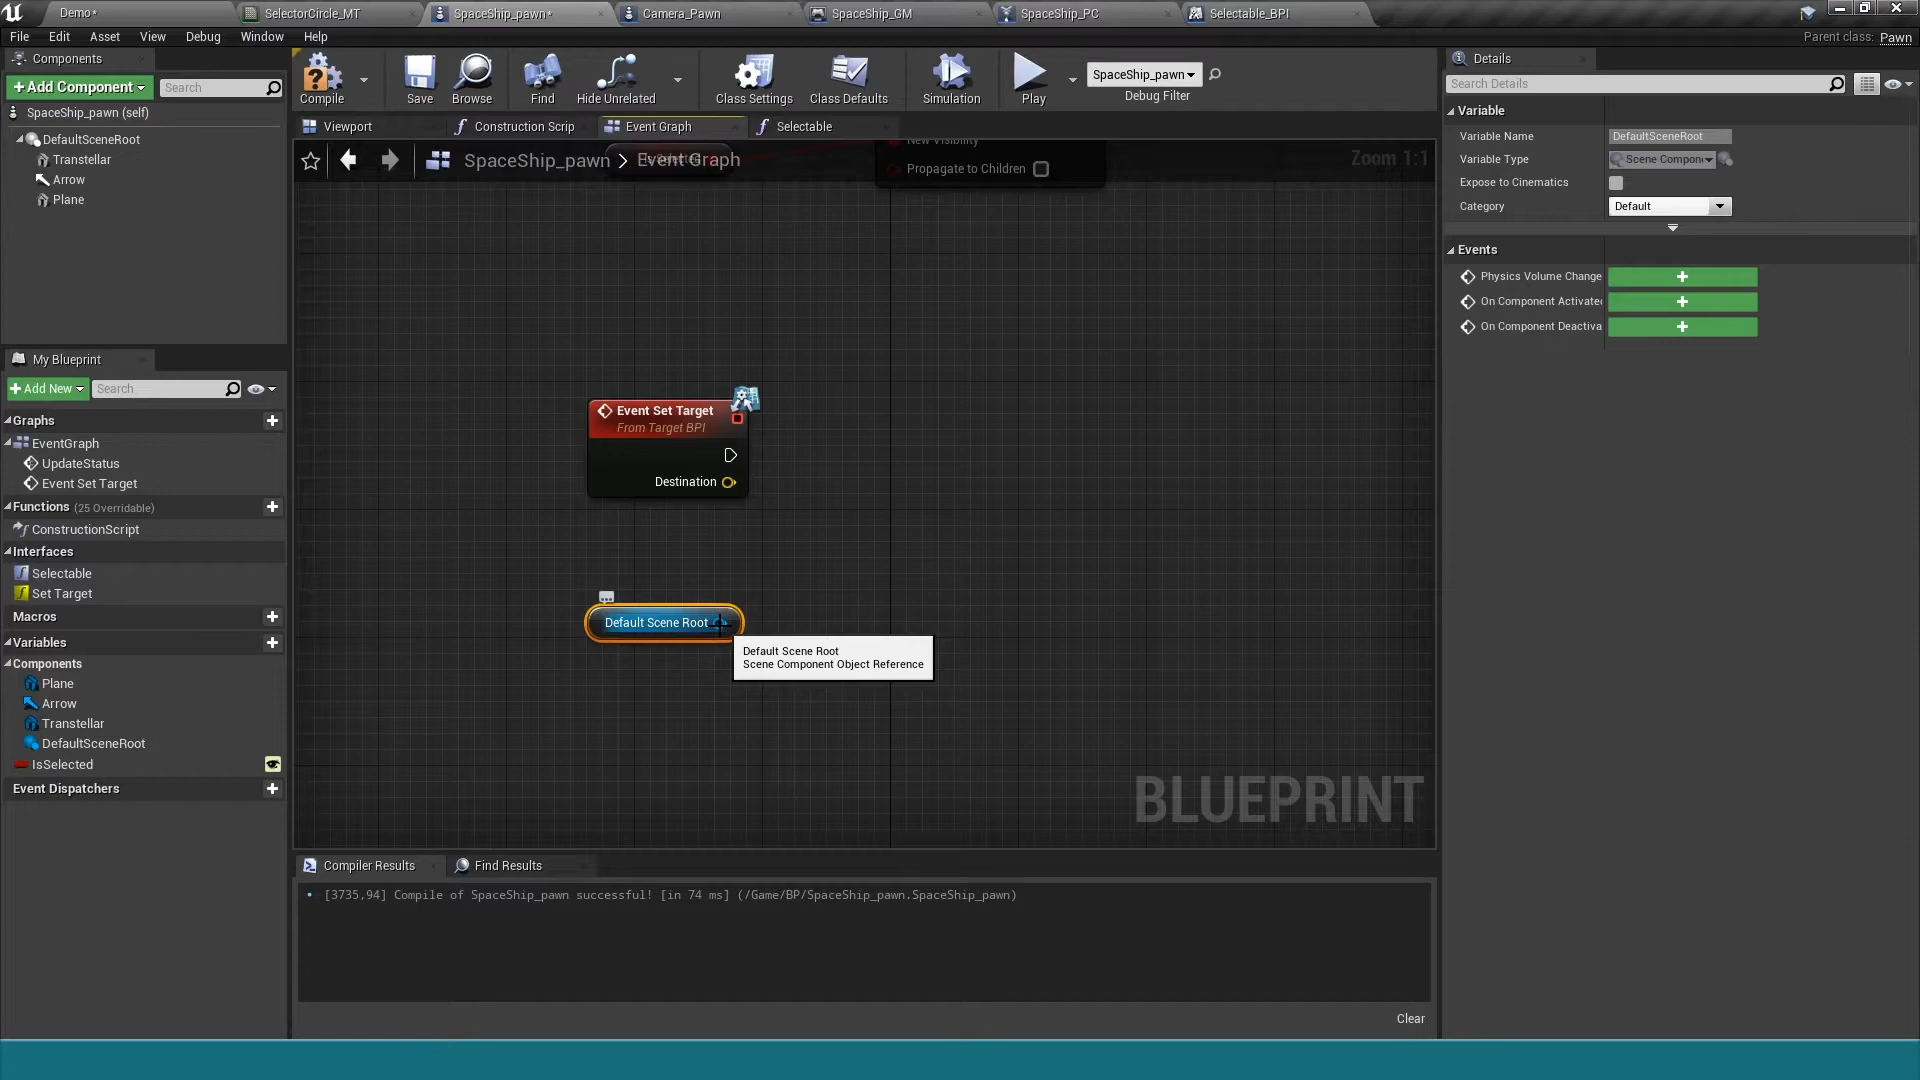 Demo*
SelectorCircle_MT
SpaceShip_pawn*
Camera_Pawn
SpaceShip_GM
SpaceShip_PC
Selectable_BPI
File Edit Asset View Debug Window Help
Parent class: Pawn
Components
+Add Component
Search
SpaceShip_pawn (self)
DefaultSceneRoot
Transtellar
Arrow
Plane
Compile
Save
Browse
Find
Hide Unrelated
Class Settings
Class Defaults
Simulation
Play
SpaceShip_pawn
Debug Filter
Viewport
Construction Scrip
Event Graph
Selectable
SpaceShip_pawn > Event Graph
Zoom 1:1
New Visibility
Propagate to Children
Event Set Target
From Target BPI
Destination
Default Scene Root
Default Scene Root
Scene Component Object Reference
BLUEPRINT
My Blueprint
+Add New
Search
Graphs
EventGraph
UpdateStatus
Event Set Target
Functions (25 Overridable)
ConstructionScript
Interfaces
Selectable
Set Target
Macros
Variables
Components
Plane
Arrow
Transtellar
DefaultSceneRoot
IsSelected
Event Dispatchers
Compiler Results
Find Results
[3735,94] Compile of SpaceShip_pawn successful! [in 74 ms] (/Game/BP/SpaceShip_pawn.SpaceShip_pawn)
Clear
Details
Search Details
Variable
Variable Name
DefaultSceneRoot
Variable Type
Scene Compon
Expose to Cinematics
Category
Default
Events
Physics Volume Change
On Component Activate
On Component Deactiva